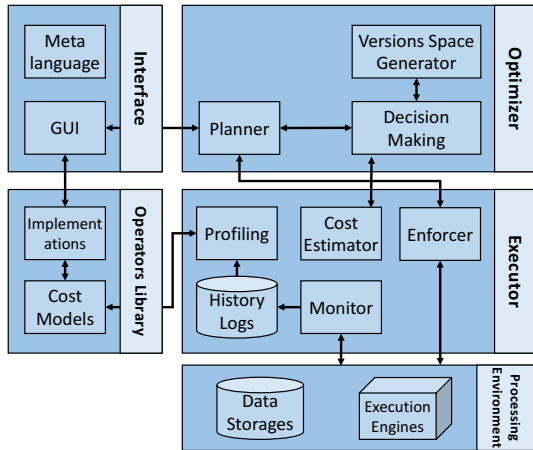 Meta
language
GUI
Interface
Versions Space
Generator
Planner
Decision
Making
Optimizer
Implement
ations
Cost
Models
Operators Library
Profiling
Cost
Estimator
Enforcer
History
Logs
Monitor
Executor
Data
Storages
Execution
Engines
Processing
Environment